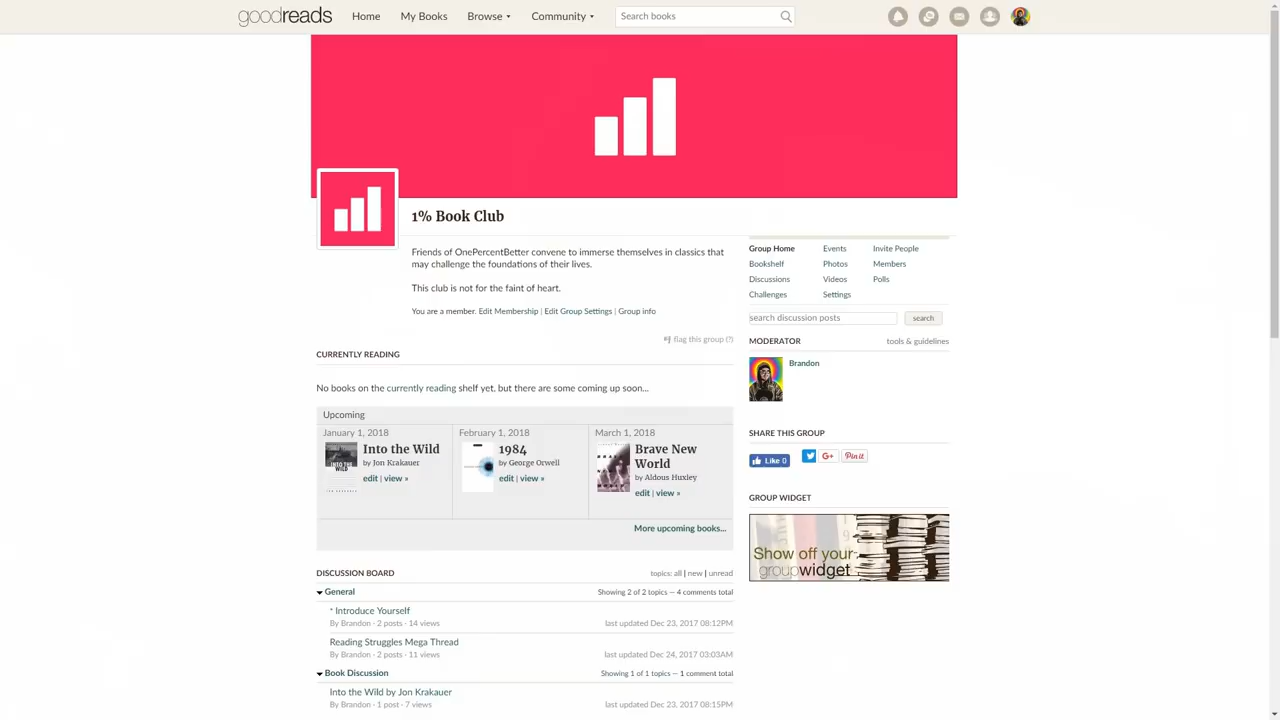 goodreads Home My Books Browse Community Search books
1% Book Club
Friends of OnePercentBetter convene to immerse themselves in classics that
may challenge the foundations of their lives.
This club is not for the faint of heart.
You are a member. Edit Membership | Edit Group Settings | Group info
flag this group (?)
Group Home Events Invite People
Bookshelf Photos Members
Discussions Videos Polls
Challenges Settings
search discussion posts search
MODERATOR tools & guidelines
Brandon
SHARE THIS GROUP
Like 0 G+ Pin it
GROUP WIDGET
Show off your
groupwidget
CURRENTLY READING
No books on the currently reading shelf yet, but there are some coming up soon...
Upcoming
January 1, 2018 February 1, 2018 March 1, 2018
INTO THE
WILD
Into the Wild
by Jon Krakauer
edit | view »
1984
by George Orwell
edit | view »
Brave New
World
by Aldous Huxley
edit | view »
More upcoming books...
DISCUSSION BOARD topics: all | new | unread
General Showing 2 of 2 topics — 4 comments total
* Introduce Yourself
By Brandon · 2 posts · 14 views last updated Dec 23, 2017 08:12PM
Reading Struggles Mega Thread
By Brandon · 2 posts · 11 views last updated Dec 24, 2017 03:03AM
Book Discussion Showing 1 of 1 topics — 1 comment total
Into the Wild by Jon Krakauer
By Brandon · 1 post · 7 views last updated Dec 23, 2017 08:15PM